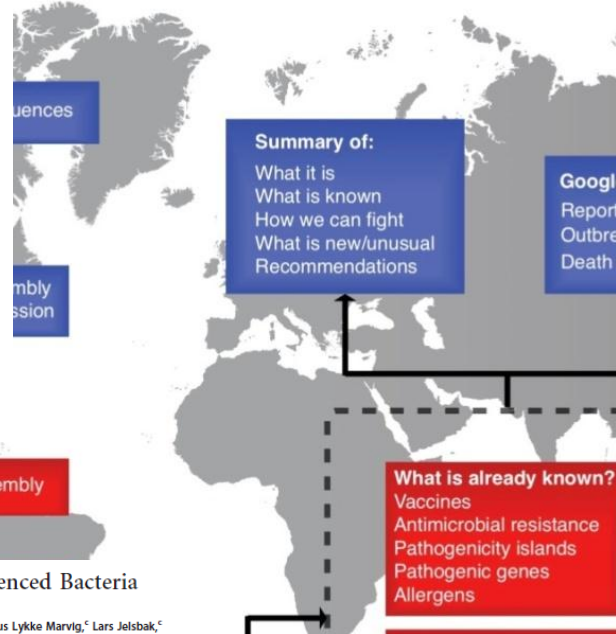 uences
Summary of:
What it is
What is known
How we can fight
What is new/unusual
Recommendations
Googl
Report
Outbre
Death
mbly
ssion
embly
What is already known?
Vaccines
Antimicrobial resistance
Pathogenicity islands
Pathogenic genes
Allergens
enced Bacteria
us Lykke Marvig,ᶜ Lars Jelsbak,ᶜ